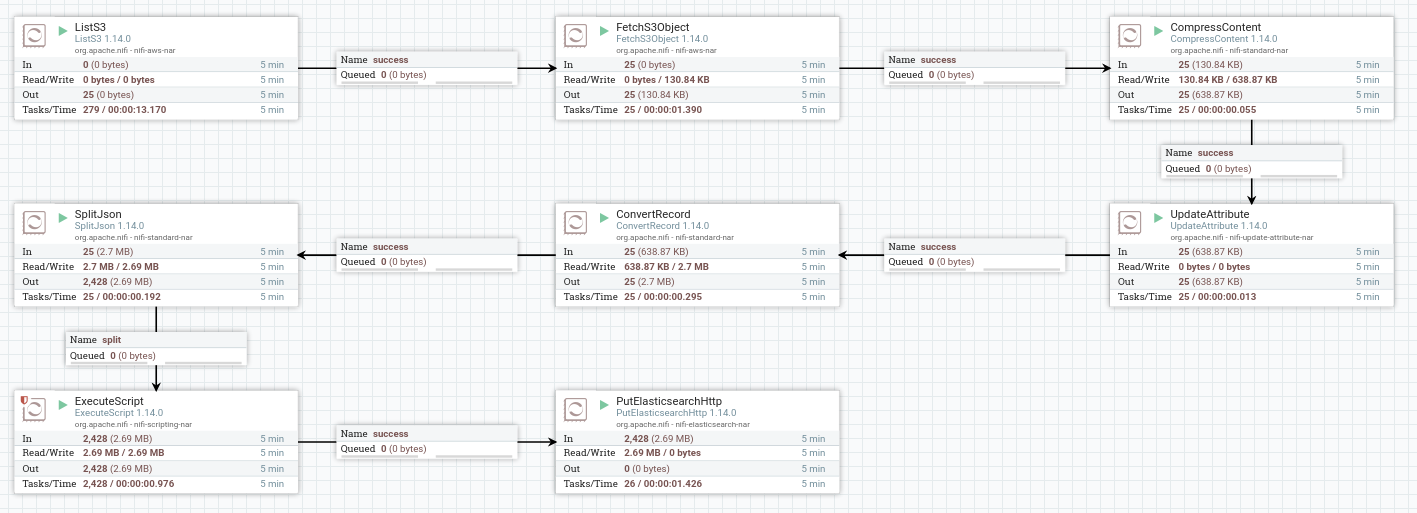 ListS3
ListS3 1.14.0
org.apache.nifi - nifi-aws-nar
In 0 (0 bytes) 5 min
Read/Write 0 bytes / 0 bytes 5 min
Out 25 (0 bytes) 5 min
Tasks/Time 279 / 00:00:13.170 5 min
Name success
Queued 0 (0 bytes)
FetchS3Object
FetchS3Object 1.14.0
org.apache.nifi - nifi-aws-nar
In 25 (0 bytes) 5 min
Read/Write 0 bytes / 130.84 KB 5 min
Out 25 (130.84 KB) 5 min
Tasks/Time 25 / 00:00:01.390 5 min
Name success
Queued 0 (0 bytes)
CompressContent
CompressContent 1.14.0
org.apache.nifi - nifi-standard-nar
In 25 (130.84 KB) 5 min
Read/Write 130.84 KB / 638.87 KB 5 min
Out 25 (638.87 KB) 5 min
Tasks/Time 25 / 00:00:00.055 5 min
Name success
Queued 0 (0 bytes)
UpdateAttribute
UpdateAttribute 1.14.0
org.apache.nifi - nifi-update-attribute-nar
In 25 (638.87 KB) 5 min
Read/Write 0 bytes / 0 bytes 5 min
Out 25 (638.87 KB) 5 min
Tasks/Time 25 / 00:00:00.013 5 min
Name success
Queued 0 (0 bytes)
ConvertRecord
ConvertRecord 1.14.0
org.apache.nifi - nifi-standard-nar
In 25 (638.87 KB) 5 min
Read/Write 638.87 KB / 2.7 MB 5 min
Out 25 (2.7 MB) 5 min
Tasks/Time 25 / 00:00:00.295 5 min
Name success
Queued 0 (0 bytes)
SplitJson
SplitJson 1.14.0
org.apache.nifi - nifi-standard-nar
In 25 (2.7 MB) 5 min
Read/Write 2.7 MB / 2.69 MB 5 min
Out 2,428 (2.69 MB) 5 min
Tasks/Time 25 / 00:00:00.192 5 min
Name split
Queued 0 (0 bytes)
ExecuteScript
ExecuteScript 1.14.0
org.apache.nifi - nifi-scripting-nar
In 2,428 (2.69 MB) 5 min
Read/Write 2.69 MB / 2.69 MB 5 min
Out 2,428 (2.69 MB) 5 min
Tasks/Time 2,428 / 00:00:00.976 5 min
Name success
Queued 0 (0 bytes)
PutElasticsearchHttp
PutElasticsearchHttp 1.14.0
org.apache.nifi - nifi-elasticsearch-nar
In 2,428 (2.69 MB) 5 min
Read/Write 2.69 MB / 0 bytes 5 min
Out 0 (0 bytes) 5 min
Tasks/Time 26 / 00:00:01.426 5 min